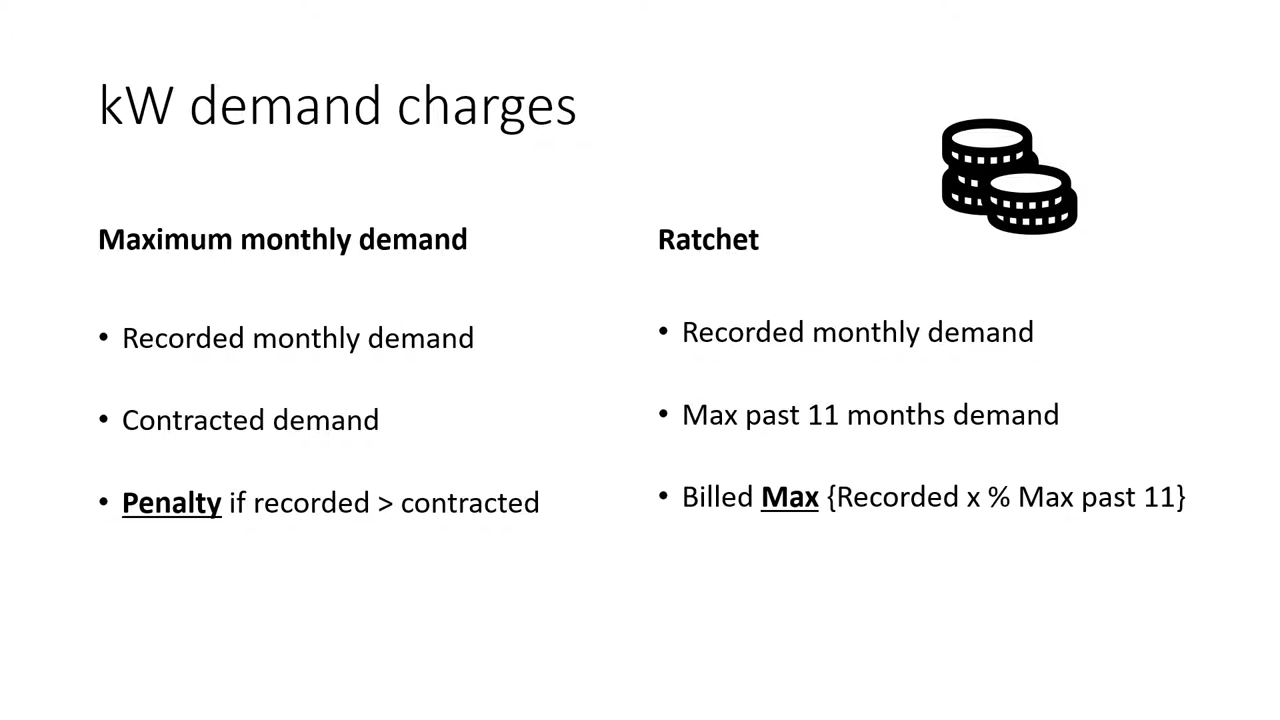 kW demand charges
Maximum monthly demand
• Recorded monthly demand
• Contracted demand
• Penalty if recorded > contracted
Ratchet
• Recorded monthly demand
• Max past 11 months demand
• Billed Max {Recorded x % Max past 11}